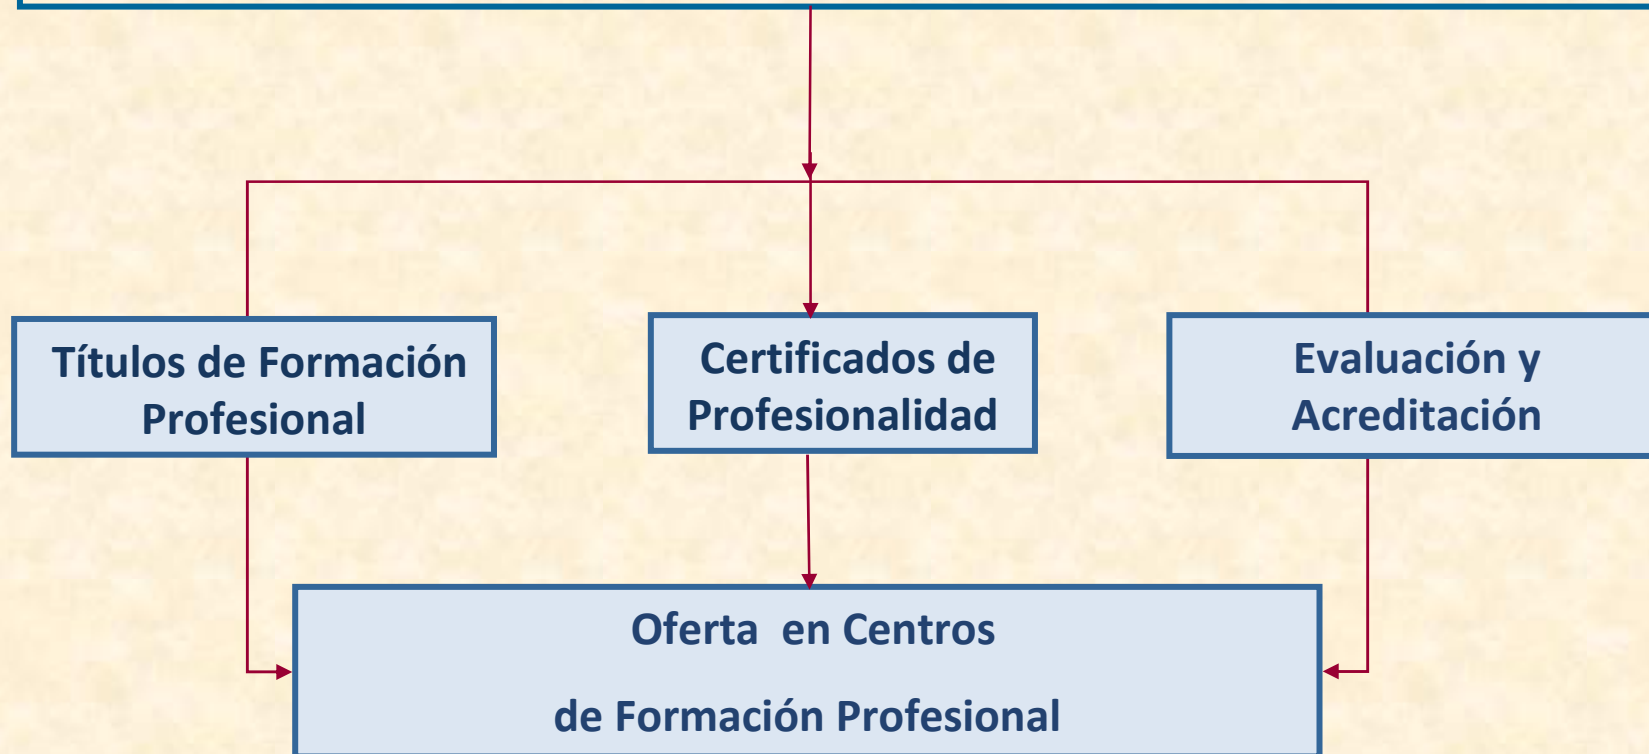 Títulos de Formación
Profesional
Certificados de
Profesionalidad
Evaluación y
Acreditación
Oferta en Centros
de Formación Profesional